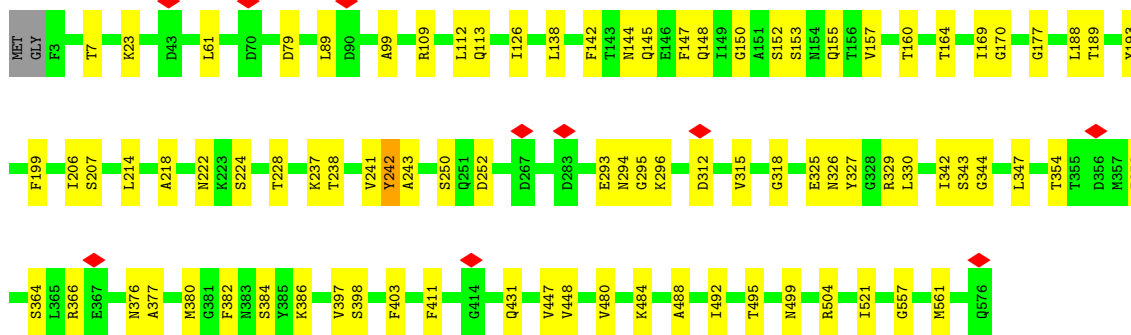 MET GLY F3 T7 K23 D43 L61 D70 D79 L89 D90 A99 R109 L112 Q113 I126 L138 F142 T143 N144 Q145 E146 F147 Q148 I149 G150 A151 S152 S153 N154 Q155 T156 V157 T160 T164 I169 G170 G177 L188 T189 Y193
F199 I206 S207 L214 A218 N222 K223 S224 T228 K237 T238 V241 Y242 A243 S250 Q251 D252 D267 D283 E293 N294 G295 K296 D312 V315 G318 E325 N326 Y327 G328 R329 L330 I342 S343 G344 L347 T354 T355 D356 M357
S364 L365 R366 E367 N376 A377 M380 G381 F382 N383 S384 Y385 K386 V397 S398 F403 F411 G414 Q431 V447 V448 V480 K484 A488 I492 T495 N499 R504 I521 G557 M561 Q576